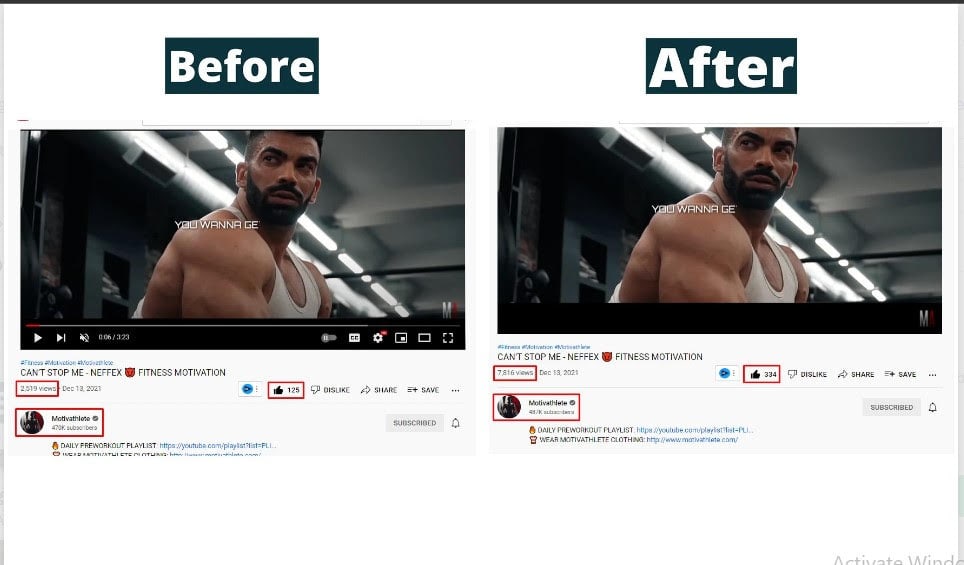 Before
After
YOU WANNA GE
0:06 / 3:23
CC
#Fitness #Motivation #Motivathlete
CAN'T STOP ME - NEFFEX 👹 FITNESS MOTIVATION
2,519 views · Dec 13, 2021
125 DISLIKE SHARE SAVE ...
Motivathlete
470K subscribers
SUBSCRIBED
🔥 DAILY PREWORKOUT PLAYLIST: https://youtube.com/playlist?list=PLI...
👕 WEAR MOTIVATHLETE CLOTHING: http://www.motivathlete.com/
YOU WANNA GE
#Fitness #Motivation #Motivathlete
CAN'T STOP ME - NEFFEX 👹 FITNESS MOTIVATION
7,816 views · Dec 13, 2021
334 DISLIKE SHARE SAVE ...
Motivathlete
487K subscribers
SUBSCRIBED
🔥 DAILY PREWORKOUT PLAYLIST: https://youtube.com/playlist?list=PLI...
👕 WEAR MOTIVATHLETE CLOTHING: http://www.motivathlete.com/
Activate Windo